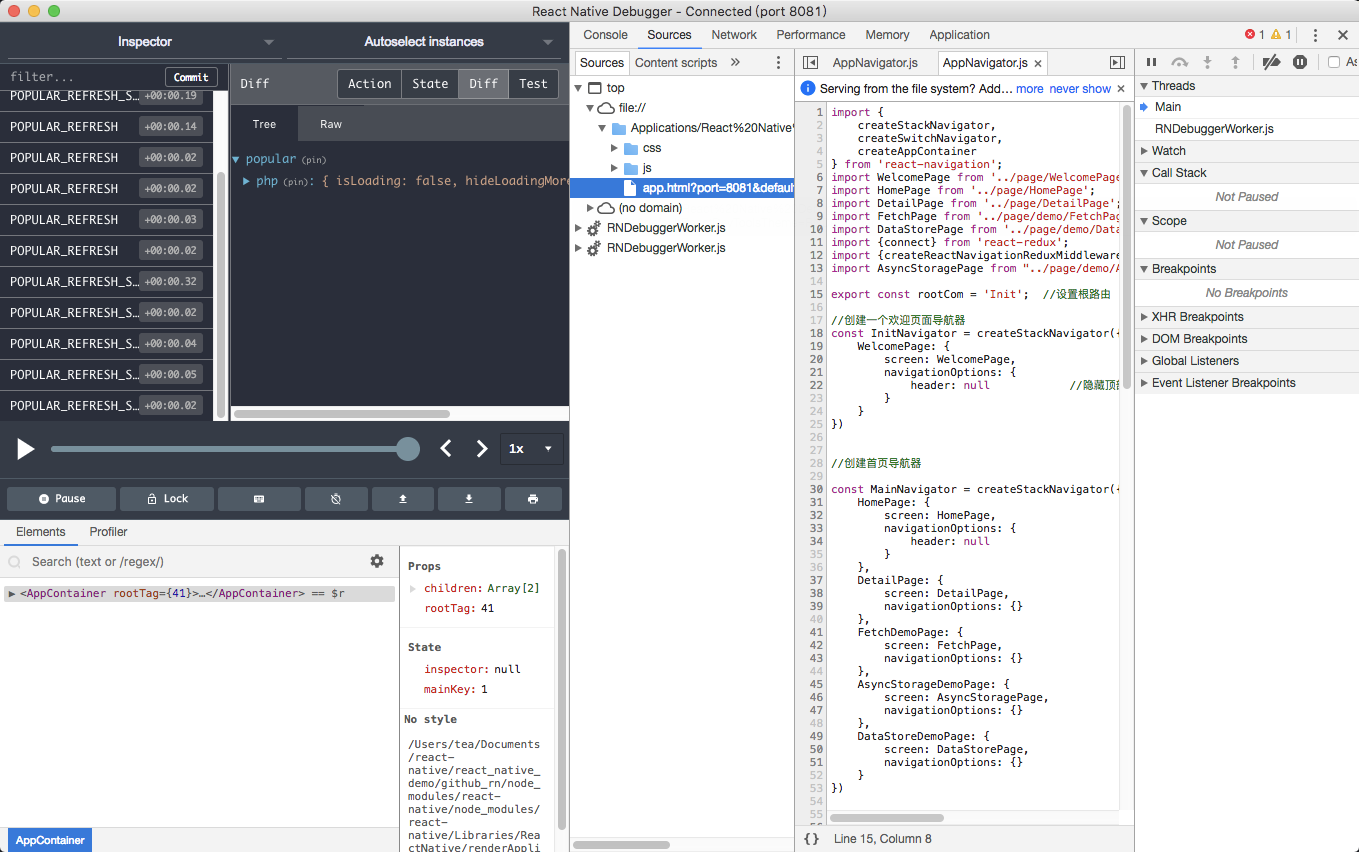 React Native Debugger - Connected (port 8081)
Inspector
Autoselect instances
filter...
Commit
POPULAR_REFRESH_S… +00:00.19
POPULAR_REFRESH +00:00.14
POPULAR_REFRESH +00:00.02
POPULAR_REFRESH +00:00.02
POPULAR_REFRESH +00:00.03
POPULAR_REFRESH +00:00.02
POPULAR_REFRESH_S… +00:00.32
POPULAR_REFRESH_S… +00:00.02
POPULAR_REFRESH_S… +00:00.04
POPULAR_REFRESH_S… +00:00.05
POPULAR_REFRESH_S… +00:00.02
Diff
Action State Diff Test
Tree Raw
popular (pin)
php (pin): { isLoading: false, hideLoadingMore
1x
Pause
Lock
Elements Profiler
Search (text or /regex/)
<AppContainer rootTag={41}>…</AppContainer> == $r
AppContainer
Props
children: Array[2]
rootTag: 41
State
inspector: null
mainKey: 1
No style
/Users/tea/Documents
/react-
native/react_native_
demo/github_rn/node_
modules/react-
native/node_modules/
react-
native/Libraries/Rea
ctNative/renderAppli
Console Sources Network Performance Memory Application
1 1
Sources Content scripts »
top
file://
Applications/React%20Native
css
js
app.html?port=8081&defaul
(no domain)
RNDebuggerWorker.js
RNDebuggerWorker.js
AppNavigator.js AppNavigator.js ×
Serving from the file system? Add… more never show ×
1 import {
2 createStackNavigator,
3 createSwitchNavigator,
4 createAppContainer
5 } from 'react-navigation';
6 import WelcomePage from '../page/WelcomePage
7 import HomePage from '../page/HomePage';
8 import DetailPage from '../page/DetailPage';
9 import FetchPage from '../page/demo/FetchPag
10 import DataStorePage from '../page/demo/Data
11 import {connect} from 'react-redux';
12 import {createReactNavigationReduxMiddleware
13 import AsyncStoragePage from "../page/demo/A
14
15 export const rootCom = 'Init'; //设置根路由
16
17 //创建一个欢迎页面导航器
18 const InitNavigator = createStackNavigator({
19 WelcomePage: {
20 screen: WelcomePage,
21 navigationOptions: {
22 header: null //隐藏顶
23 }
24 }
25 })
26
27
28 //创建首页导航器
29
30 const MainNavigator = createStackNavigator({
31 HomePage: {
32 screen: HomePage,
33 navigationOptions: {
34 header: null
35 }
36 },
37 DetailPage: {
38 screen: DetailPage,
39 navigationOptions: {}
40 },
41 FetchDemoPage: {
42 screen: FetchPage,
43 navigationOptions: {}
44 },
45 AsyncStorageDemoPage: {
46 screen: AsyncStoragePage,
47 navigationOptions: {}
48 },
49 DataStoreDemoPage: {
50 screen: DataStorePage,
51 navigationOptions: {}
52 }
53 })
54
55
{} Line 15, Column 8
As
Threads
Main
RNDebuggerWorker.js
Watch
Call Stack
Not Paused
Scope
Not Paused
Breakpoints
No Breakpoints
XHR Breakpoints
DOM Breakpoints
Global Listeners
Event Listener Breakpoints